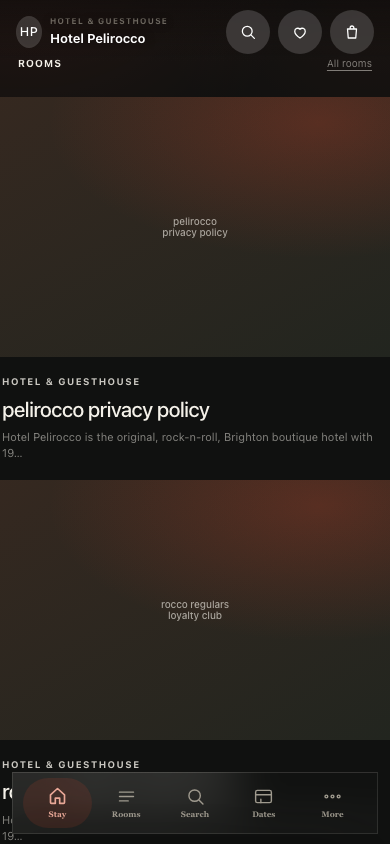 HP
HOTEL & GUESTHOUSE
Hotel Pelirocco
ROOMS
All rooms
pelirocco
privacy policy
HOTEL & GUESTHOUSE
pelirocco privacy policy
Hotel Pelirocco is the original, rock-n-roll, Brighton boutique hotel with
19...
rocco regulars
loyalty club
HOTEL & GUESTHOUSE
19...
Stay
Rooms
Search
Dates
More